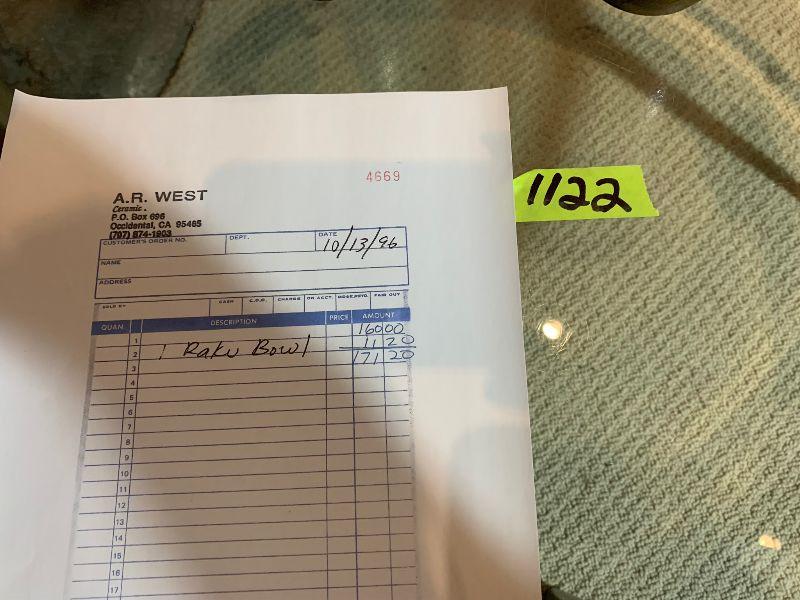 4669
1122
A.R. WEST
Ceramic.
P.O. Box 696
Occidental, CA 95465
(707) 874-1903
CUSTOMER'S ORDER NO. DEPT. DATE 10/13/96
NAME
ADDRESS
SOLD BY CASH C.O.D. CHARGE ON ACCT. MDSE. RETD. PAID OUT
QUAN. DESCRIPTION PRICE AMOUNT
1 160 00
2 1 Raku Bowl 11 20
3 171 20
4
5
6
7
8
9
10
11
12
13
14
15
16
17